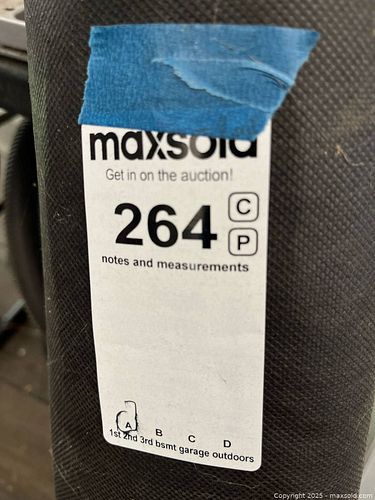 maxsold
Get in on the auction!
264 C
P
notes and measurements
A B C D
1st 2nd 3rd bsmt garage outdoors
Copyright 2025 - maxsold.com